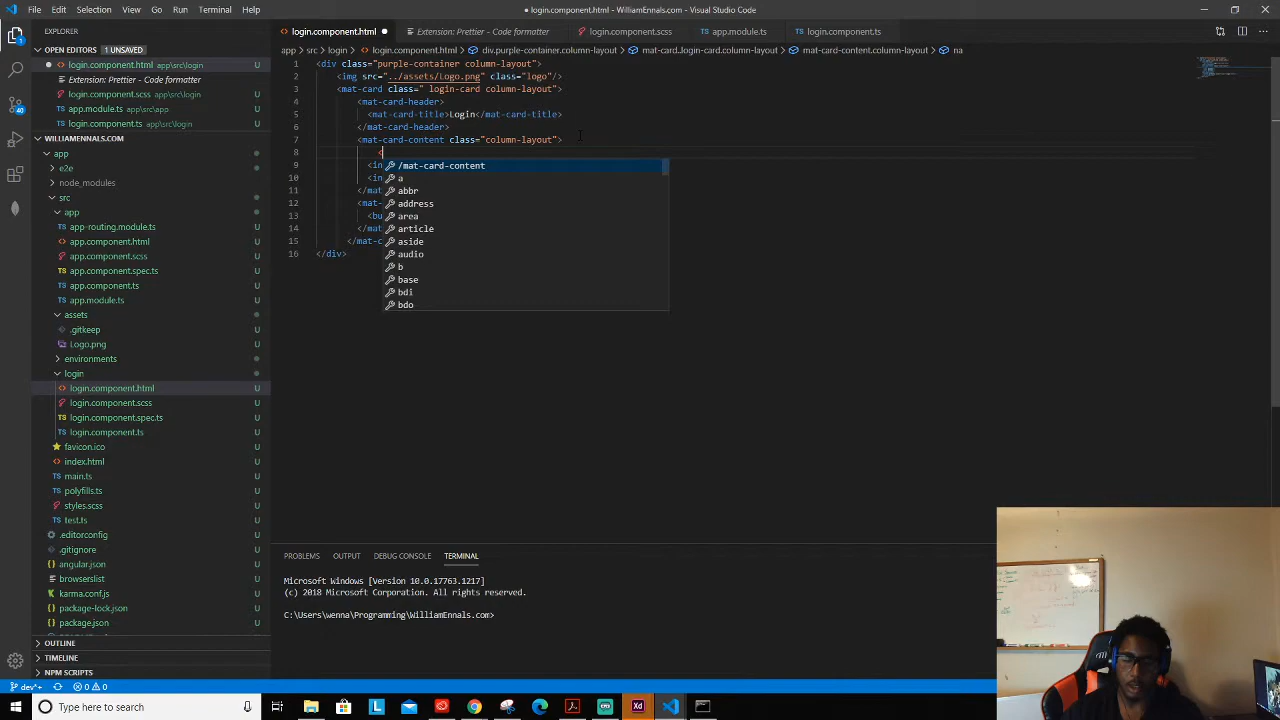 File Edit Selection View Go Run Terminal Help
● login.component.html - WilliamEnnals.com - Visual Studio Code
EXPLORER
OPEN EDITORS 1 UNSAVED
login.component.html app\src\login
Extension: Prettier - Code formatter
login.component.scss app\src\login
app.module.ts app\src\app
login.component.ts app\src\login
WILLIAMENNALS.COM
app
e2e
node_modules
src
app
app-routing.module.ts U
app.component.html U
app.component.scss U
app.component.spec.ts U
app.component.ts U
app.module.ts U
assets
.gitkeep U
Logo.png U
environments
login
login.component.html U
login.component.scss U
login.component.spec.ts U
login.component.ts U
favicon.ico U
index.html U
main.ts U
polyfills.ts U
styles.scss U
test.ts U
.editorconfig U
.gitignore U
angular.json U
browserslist U
karma.conf.js U
package-lock.json U
package.json U
OUTLINE
TIMELINE
NPM SCRIPTS
login.component.html Extension: Prettier - Code formatter login.component.scss app.module.ts login.component.ts
app > src > login > login.component.html > div.purple-container.column-layout > mat-card.login-card.column-layout > mat-card-content.column-layout > na
1 <div class="purple-container column-layout">
2 <img src="../assets/Logo.png" class="logo"/>
3 <mat-card class=" login-card column-layout">
4 <mat-card-header>
5 <mat-card-title>Login</mat-card-title>
6 </mat-card-header>
7 <mat-card-content class="column-layout">
8 <
9 <in
10 <in
11 </mat
12 <mat-
13 <bu
14 </mat
15 </mat-c
16 </div>
/mat-card-content
a
abbr
address
area
article
aside
audio
b
base
bdi
bdo
PROBLEMS OUTPUT DEBUG CONSOLE TERMINAL
Microsoft Windows [Version 10.0.17763.1217]
(c) 2018 Microsoft Corporation. All rights reserved.
C:\Users\wenna\Programming\WilliamEnnals.com>
dev*+ 0 0
Type here to search